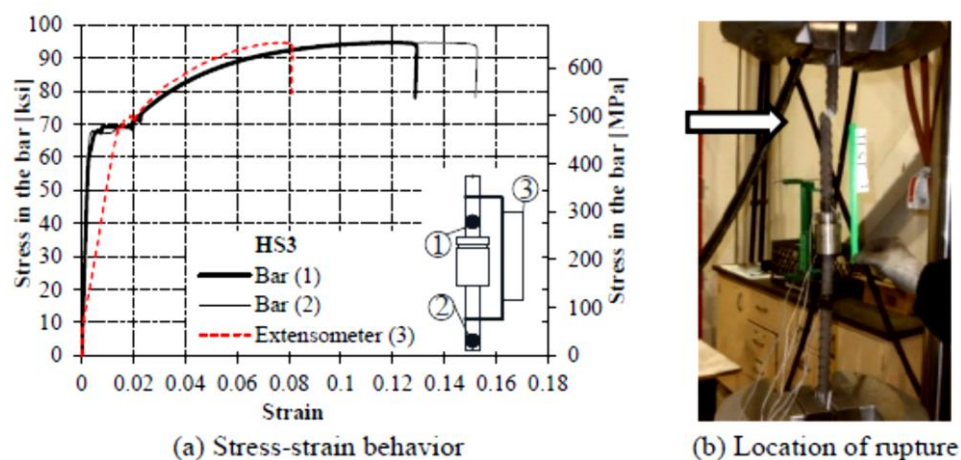 100
90
80
70
60
50
40
30
20
10
0
Stress in the bar [ksi]
600
500
400
300
200
100
0
Stress in the bar [MPa]
HS3
Bar (1)
Bar (2)
Extensometer (3)
1
2
3
0 0.02 0.04 0.06 0.08 0.1 0.12 0.14 0.16 0.18
Strain
(a) Stress-strain behavior
(b) Location of rupture